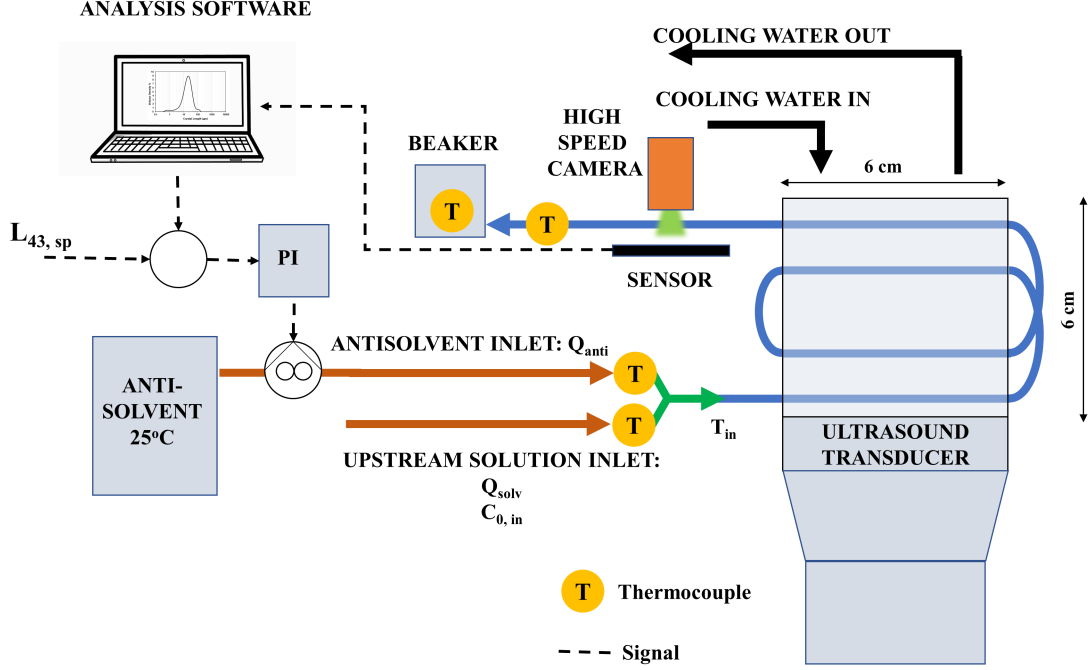 ANALYSIS SOFTWARE
COOLING WATER OUT
COOLING WATER IN
HIGH
SPEED
CAMERA
BEAKER
6 cm
T
T
L43, sp
PI
SENSOR
6 cm
ANTISOLVENT INLET: Qanti
ANTI-
SOLVENT
25°C
T
T
Tin
ULTRASOUND
TRANSDUCER
UPSTREAM SOLUTION INLET:
Qsolv
C0, in
T Thermocouple
Signal